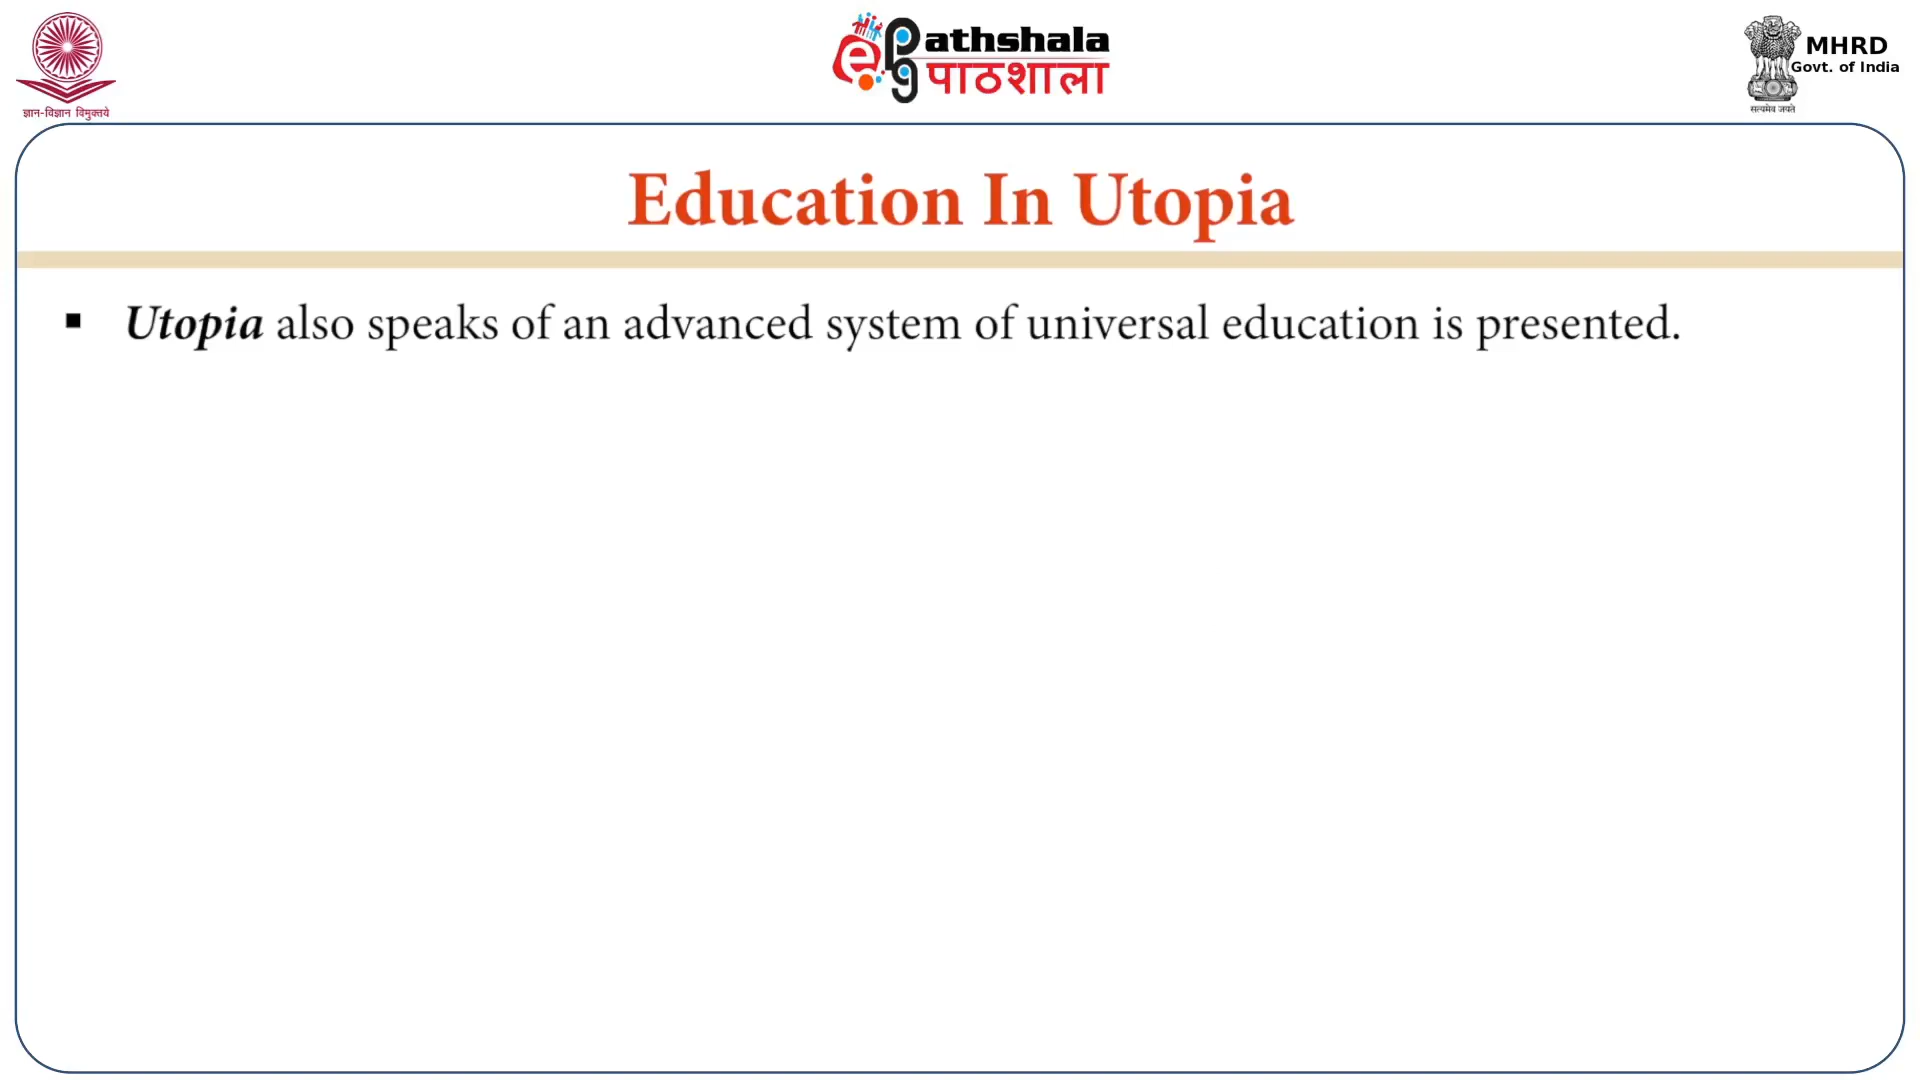 ज्ञान-विज्ञान विमुक्तये
e Pathshala
पाठशाला
MHRD
Govt. of India
सत्यमेव जयते
Education In Utopia
▪ Utopia also speaks of an advanced system of universal education is presented.